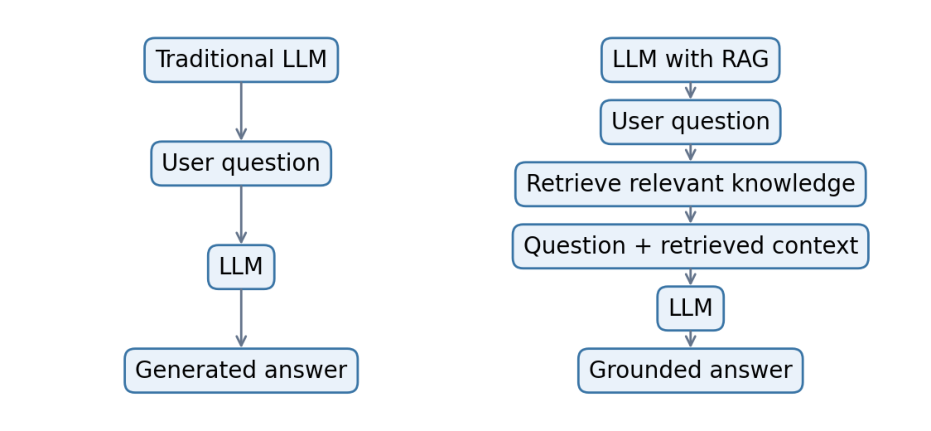 Traditional LLM
User question
LLM
Generated answer
LLM with RAG
User question
Retrieve relevant knowledge
Question + retrieved context
LLM
Grounded answer